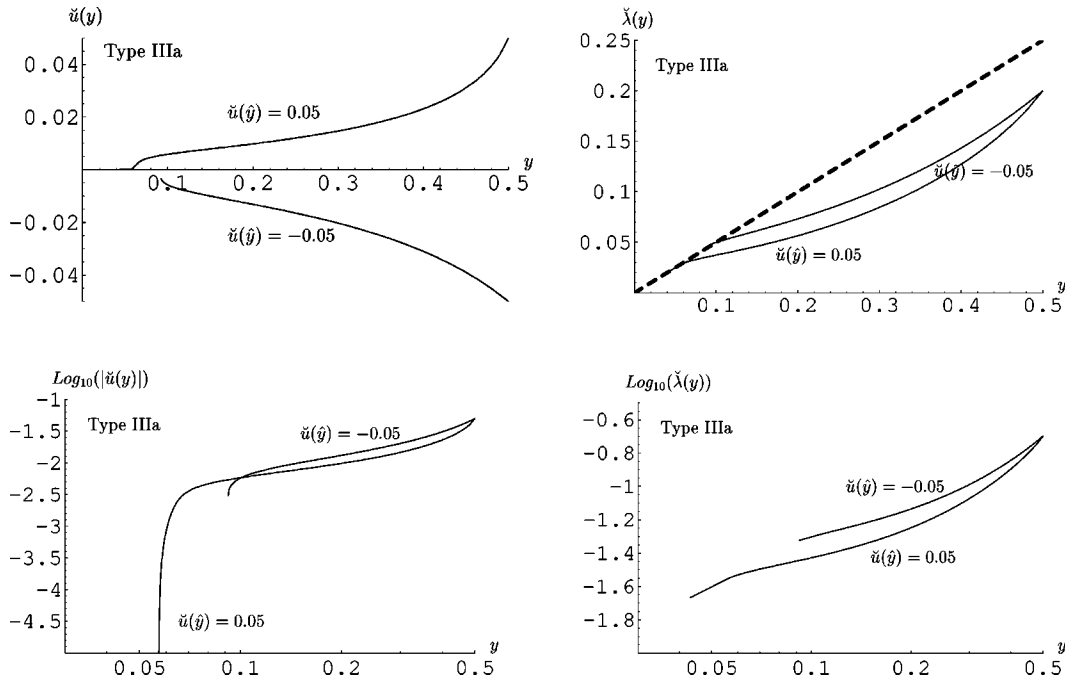 ŭ(y)
Type IIIa
0.04
0.02
-0.02
-0.04
ŭ(ŷ) = 0.05
ŭ(ŷ) = −0.05
0.1 0.2 0.3 0.4 0.5
y
λ̆(y)
0.25
Type IIIa
0.2
0.15
0.1
0.05
ŭ(ŷ) = −0.05
ŭ(ŷ) = 0.05
0.1 0.2 0.3 0.4 0.5
y
Log₁₀(|ŭ(y)|)
-1
Type IIIa
-1.5
-2
-2.5
-3
-3.5
-4
-4.5
ŭ(ŷ) = −0.05
ŭ(ŷ) = 0.05
0.05 0.1 0.2 0.5
y
Log₁₀(λ̆(y))
-0.6
Type IIIa
-0.8
-1
-1.2
-1.4
-1.6
-1.8
ŭ(ŷ) = −0.05
ŭ(ŷ) = 0.05
0.05 0.1 0.2 0.5
y